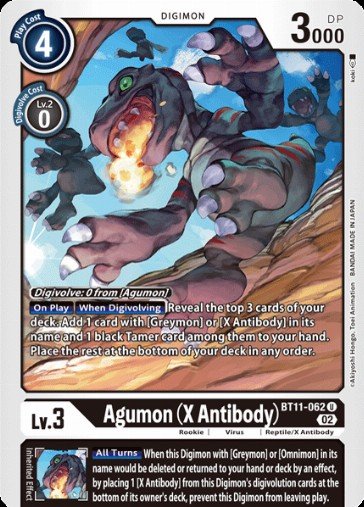 Play Cost
4
DIGIMON
DP
3000
Digivolve Cost
Lv.2
0
koki
©Akiyoshi Hongo, Toei Animation BANDAI MADE IN JAPAN
Digivolve: 0 from [Agumon]
On Play When Digivolving Reveal the top 3 cards of your
deck. Add 1 card with [Greymon] or [X Antibody] in its
name and 1 black Tamer card among them to your hand.
Place the rest at the bottom of your deck in any order.
Lv.3
Agumon (X Antibody)
BT11-062 U
02
Rookie Virus Reptile/X Antibody
Inherited Effect
All Turns When this Digimon with [Greymon] or [Omnimon] in its
name would be deleted or returned to your hand or deck by an effect,
by placing 1 [X Antibody] from this Digimon's digivolution cards at the
bottom of its owner's deck, prevent this Digimon from leaving play.